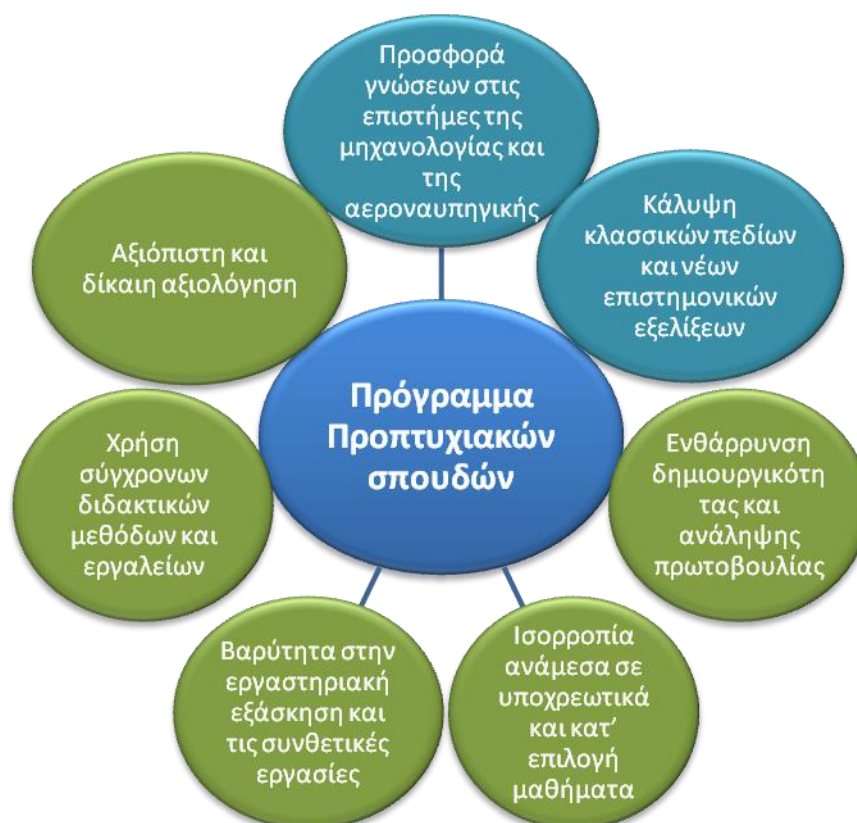 Προσφορά
γνώσεων στις
επιστήμες της
μηχανολογίας και
της
αεροναυπηγικής
Κάλυψη
κλασσικών πεδίων
και νέων
επιστημονικών
εξελίξεων
Ενθάρρυνση
δημιουργικότη
τας και
ανάληψης
πρωτοβουλίας
Ισορροπία
ανάμεσα σε
υποχρεωτικά
και κατ’
επιλογή
μαθήματα
Βαρύτητα στην
εργαστηριακή
εξάσκηση και
τις συνθετικές
εργασίες
Χρήση
σύγχρονων
διδακτικών
μεθόδων και
εργαλείων
Αξιόπιστη και
δίκαιη αξιολόγηση
Πρόγραμμα
Προπτυχιακών
σπουδών